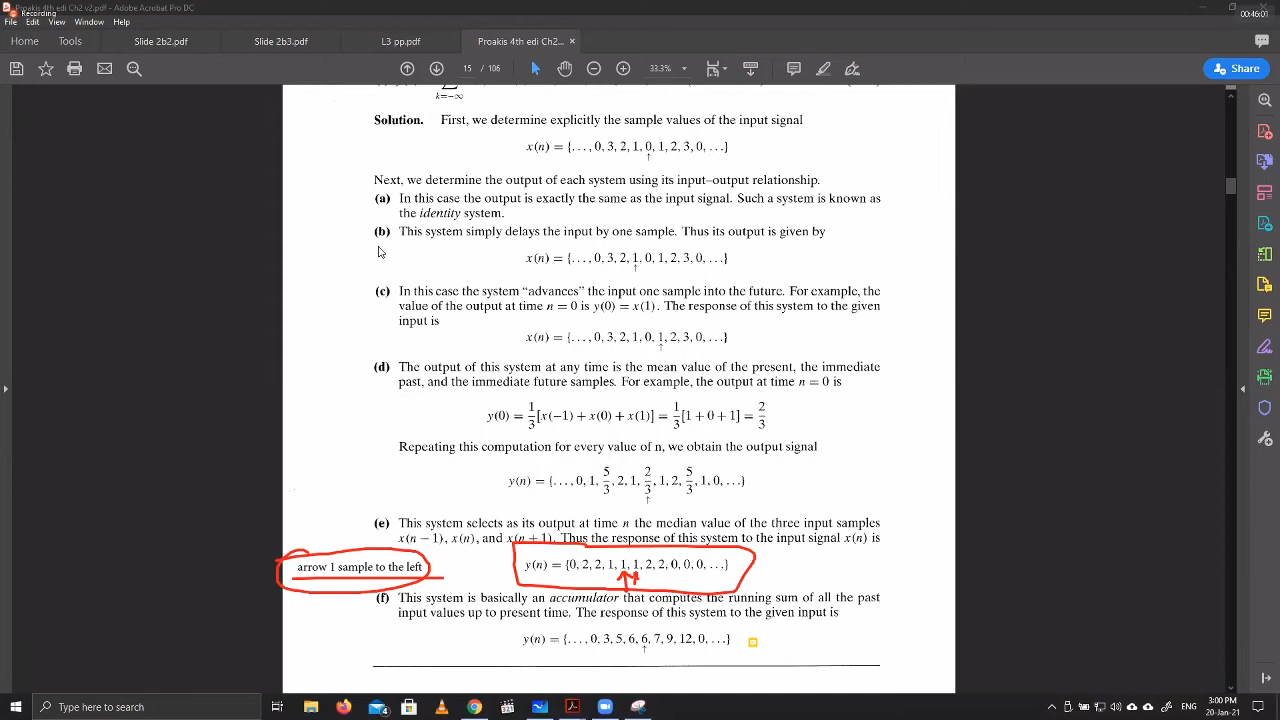 Proakis 4th edi Ch2 v2.pdf - Adobe Acrobat Pro DC
Recording
00:46:01
File Edit View Window Help
Home Tools Slide 2b2.pdf Slide 2b3.pdf L3 pp.pdf Proakis 4th edi Ch2... ×
15 / 106 33.3% Share
k=−∞
Solution. First, we determine explicitly the sample values of the input signal
x(n) = {..., 0, 3, 2, 1, 0, 1, 2, 3, 0, ...}
↑
Next, we determine the output of each system using its input–output relationship.
(a) In this case the output is exactly the same as the input signal. Such a system is known as
the identity system.
(b) This system simply delays the input by one sample. Thus its output is given by
x(n) = {..., 0, 3, 2, 1, 0, 1, 2, 3, 0, ...}
↑
(c) In this case the system “advances” the input one sample into the future. For example, the
value of the output at time n = 0 is y(0) = x(1). The response of this system to the given
input is
x(n) = {..., 0, 3, 2, 1, 0, 1, 2, 3, 0, ...}
↑
(d) The output of this system at any time is the mean value of the present, the immediate
past, and the immediate future samples. For example, the output at time n = 0 is
y(0) = 1/3[x(−1) + x(0) + x(1)] = 1/3[1 + 0 + 1] = 2/3
Repeating this computation for every value of n, we obtain the output signal
y(n) = {..., 0, 1, 5/3, 2, 1, 2/3, 1, 2, 5/3, 1, 0, ...}
↑
(e) This system selects as its output at time n the median value of the three input samples
x(n − 1), x(n), and x(n + 1). Thus the response of this system to the input signal x(n) is
arrow 1 sample to the left y(n) = {0, 2, 2, 1, 1, 1, 2, 2, 0, 0, 0, ...}
↑
(f) This system is basically an accumulator that computes the running sum of all the past
input values up to present time. The response of this system to the given input is
y(n) = {..., 0, 3, 5, 6, 6, 7, 9, 12, 0, ...}
↑
Type here to search
4
ENG
3:00 PM
20-Jan-21